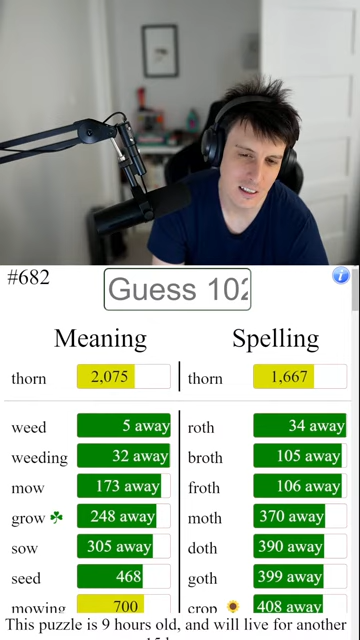 #682
Guess 102
Meaning Spelling
thorn 2,075 thorn 1,667
weed 5 away roth 34 away
weeding 32 away broth 105 away
mow 173 away froth 106 away
grow ☘ 248 away moth 370 away
sow 305 away doth 390 away
seed 468 goth 399 away
mowing 700 crop 🌻 408 away
This puzzle is 9 hours old, and will live for another